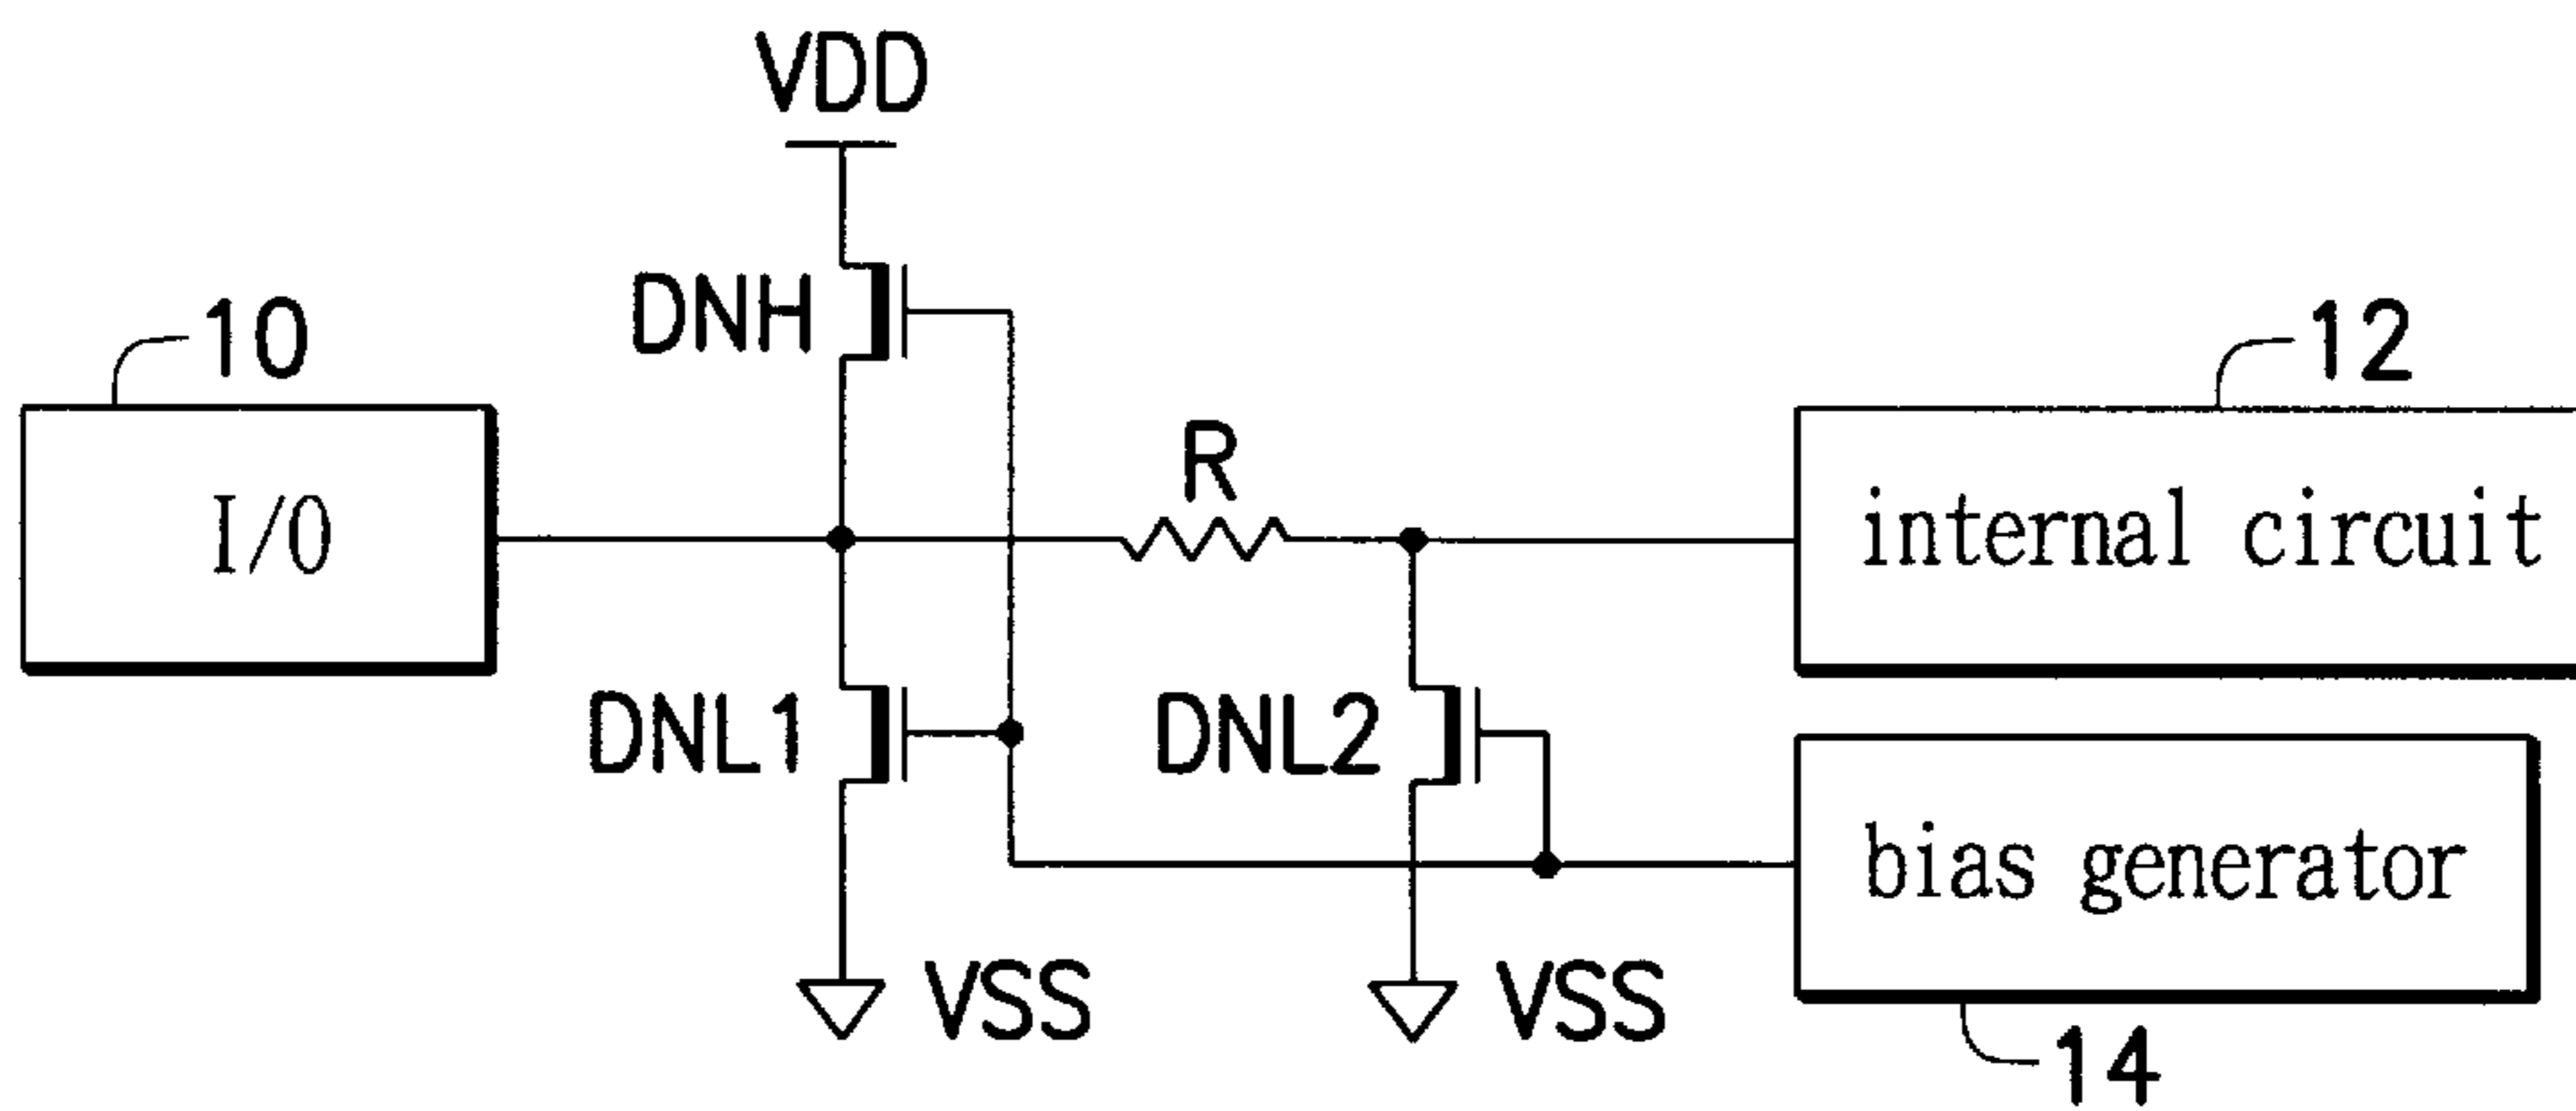 VDD
DNH
10
12
I/O
R
internal circuit
DNL1
DNL2
bias generator
VSS
VSS
14